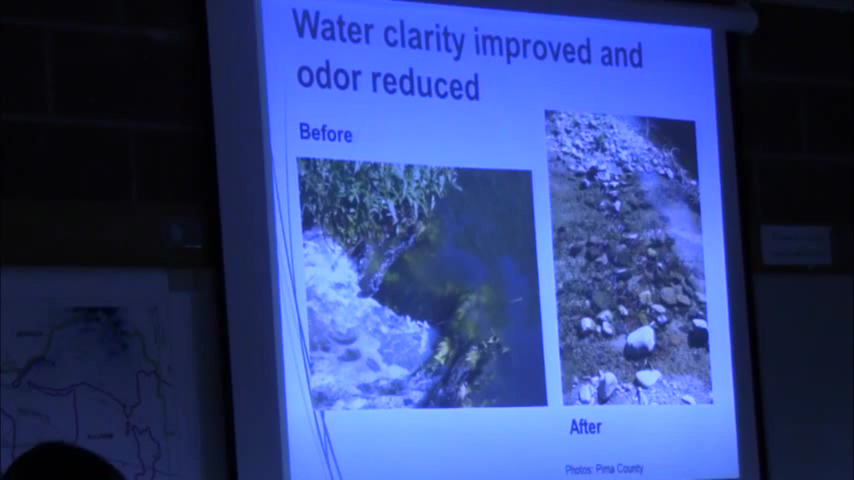 Water clarity improved and
odor reduced
Before
After
Photos: Pima County